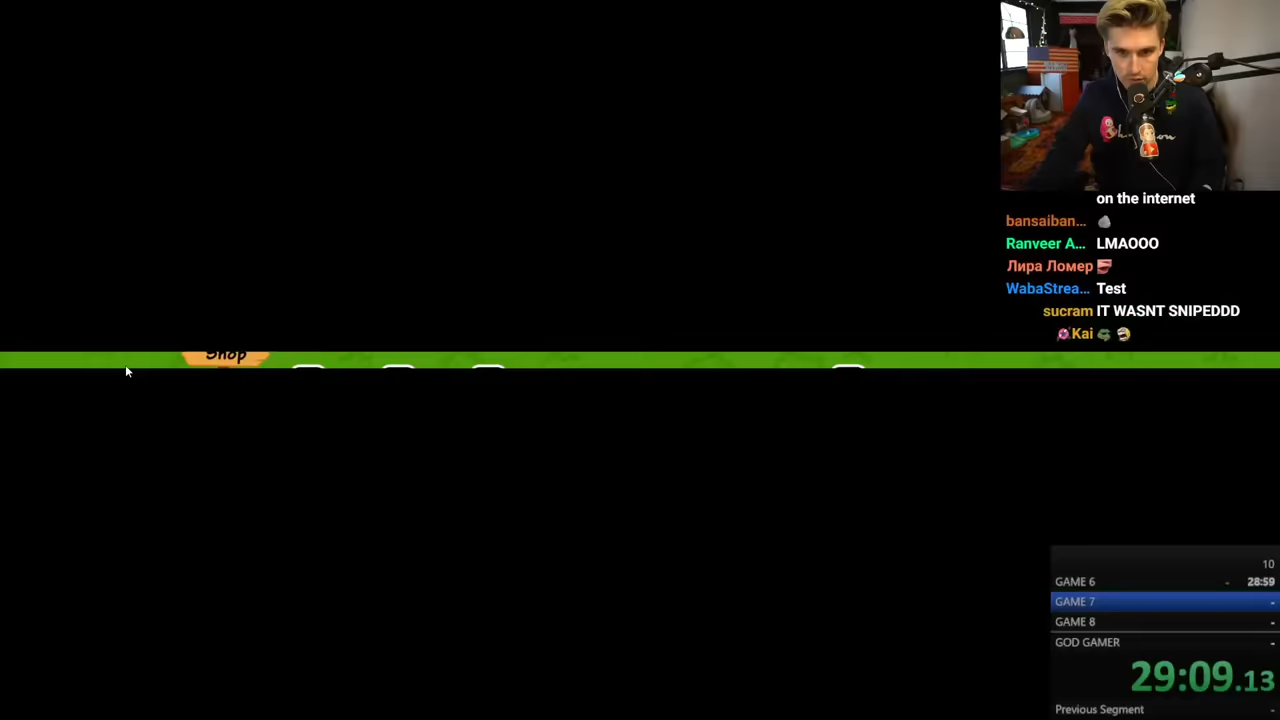 on the internet
bansaiban…
Ranveer A… LMAOOO
Лира Ломер
WabaStrea… Test
sucram IT WASNT SNIPEDDD
Kai
Shop
10
GAME 6 - 28:59
GAME 7 -
GAME 8 -
GOD GAMER -
29:09.13
Previous Segment -